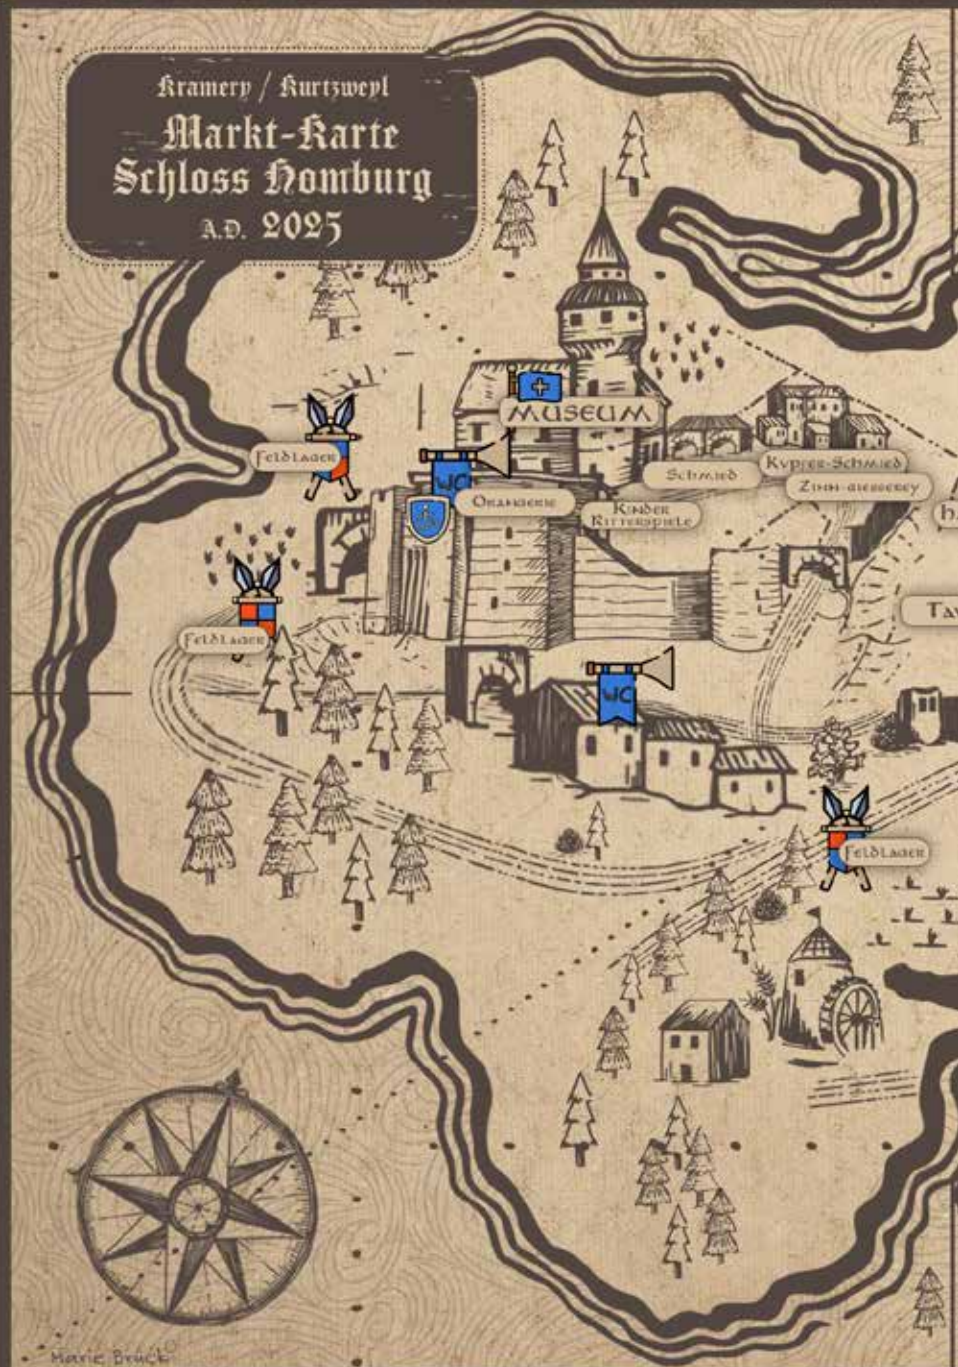 Kramery / Kurtzweyl
Markt-Karte
Schloss Homburg
A.D. 2025
MUSEUM
Feldlager
WC
Orangerie
Schmied
Kupfer-Schmied
Zinn-giesserey
Kinder
Ritterspiele
Feldlager
WC
Feldlager
Marie Brück